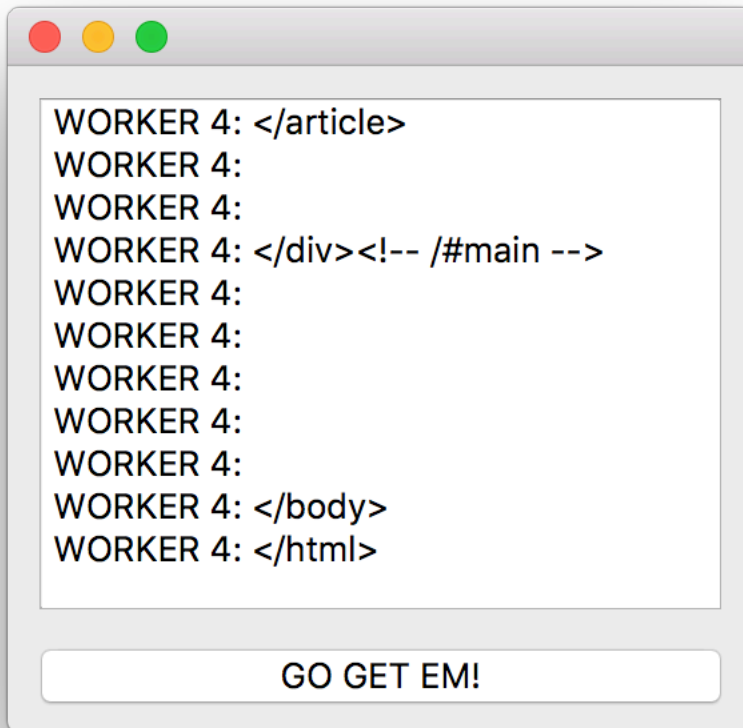 WORKER 4: </article>
WORKER 4:
WORKER 4:
WORKER 4: </div><!-- /#main -->
WORKER 4:
WORKER 4:
WORKER 4:
WORKER 4:
WORKER 4:
WORKER 4: </body>
WORKER 4: </html>
GO GET EM!